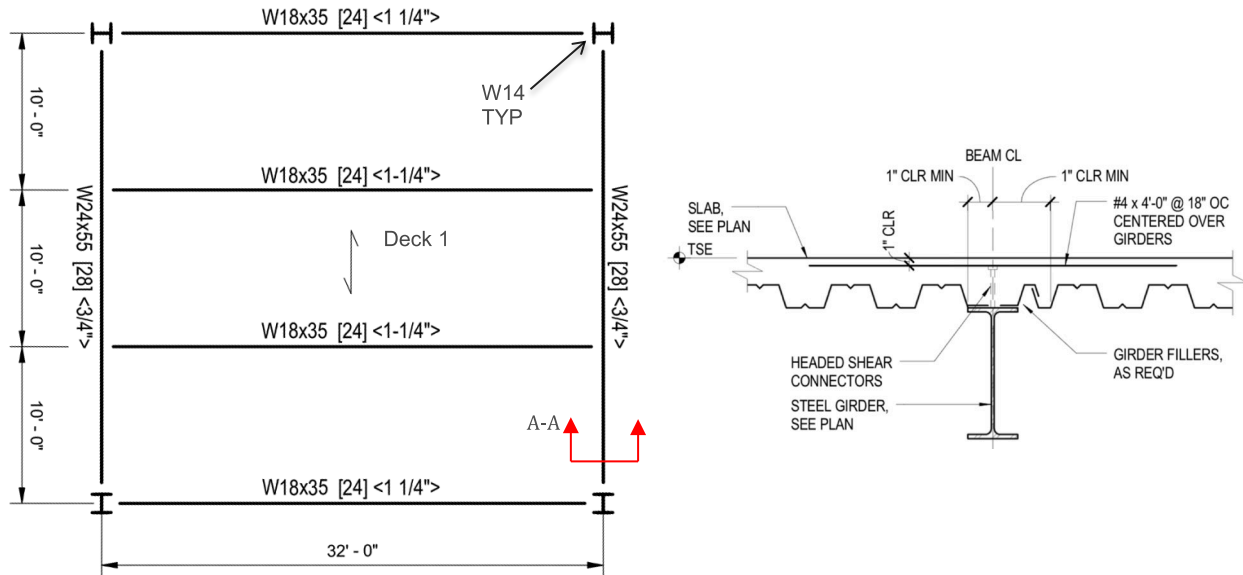 W18x35 [24] <1 1/4">
W14
TYP
10' - 0"
W18x35 [24] <1-1/4">
W24x55 [28] <3/4">
10' - 0"
Deck 1
W24x55 [28] <3/4">
W18x35 [24] <1-1/4">
10' - 0"
A-A
W18x35 [24] <1 1/4">
32' - 0"
BEAM CL
1" CLR MIN
1" CLR MIN
SLAB,
SEE PLAN
1" CLR
#4 x 4'-0" @ 18" OC
CENTERED OVER
GIRDERS
TSE
HEADED SHEAR
CONNECTORS
GIRDER FILLERS,
AS REQ'D
STEEL GIRDER,
SEE PLAN